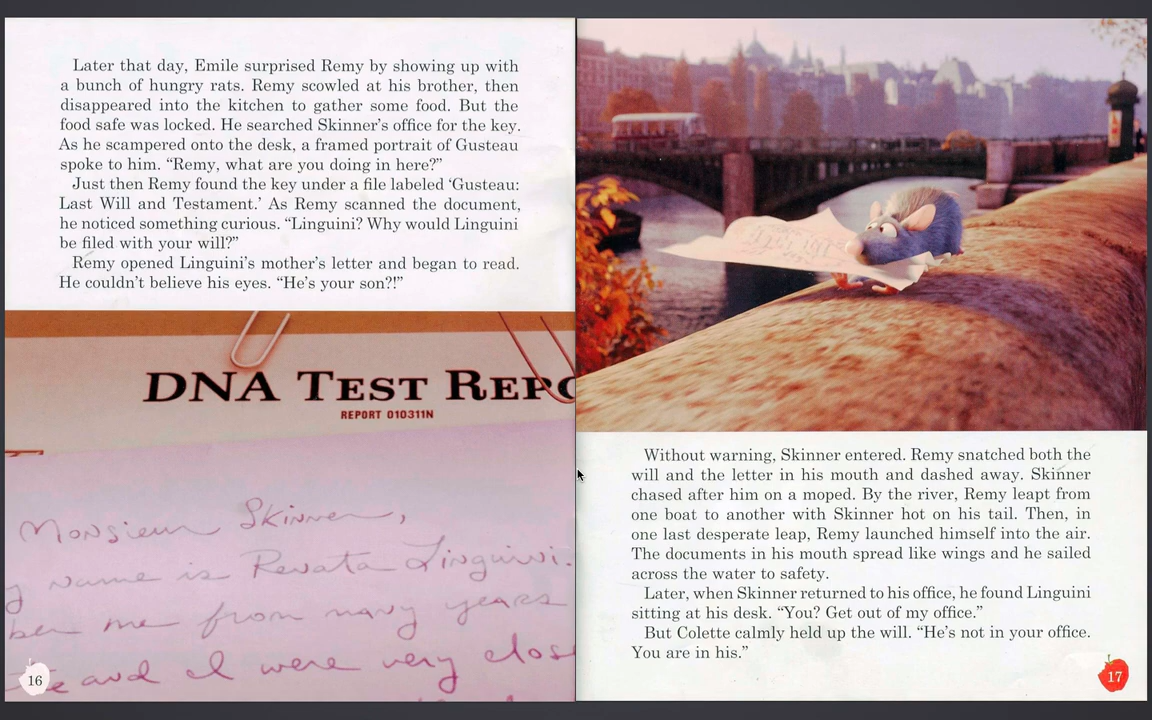 Later that day, Emile surprised Remy by showing up with
a bunch of hungry rats. Remy scowled at his brother, then
disappeared into the kitchen to gather some food. But the
food safe was locked. He searched Skinner's office for the key.
As he scampered onto the desk, a framed portrait of Gusteau
spoke to him. “Remy, what are you doing in here?”
Just then Remy found the key under a file labeled ‘Gusteau:
Last Will and Testament.’ As Remy scanned the document,
he noticed something curious. “Linguini? Why would Linguini
be filed with your will?”
Remy opened Linguini's mother's letter and began to read.
He couldn't believe his eyes. “He's your son?!”
DNA TEST REPO
REPORT 010311N
Monsieur Skinner,
y name is Renata Linguini.
ber me from many years
and I were very close
16
Without warning, Skinner entered. Remy snatched both the
will and the letter in his mouth and dashed away. Skinner
chased after him on a moped. By the river, Remy leapt from
one boat to another with Skinner hot on his tail. Then, in
one last desperate leap, Remy launched himself into the air.
The documents in his mouth spread like wings and he sailed
across the water to safety.
Later, when Skinner returned to his office, he found Linguini
sitting at his desk. “You? Get out of my office.”
But Colette calmly held up the will. “He's not in your office.
You are in his.”
17